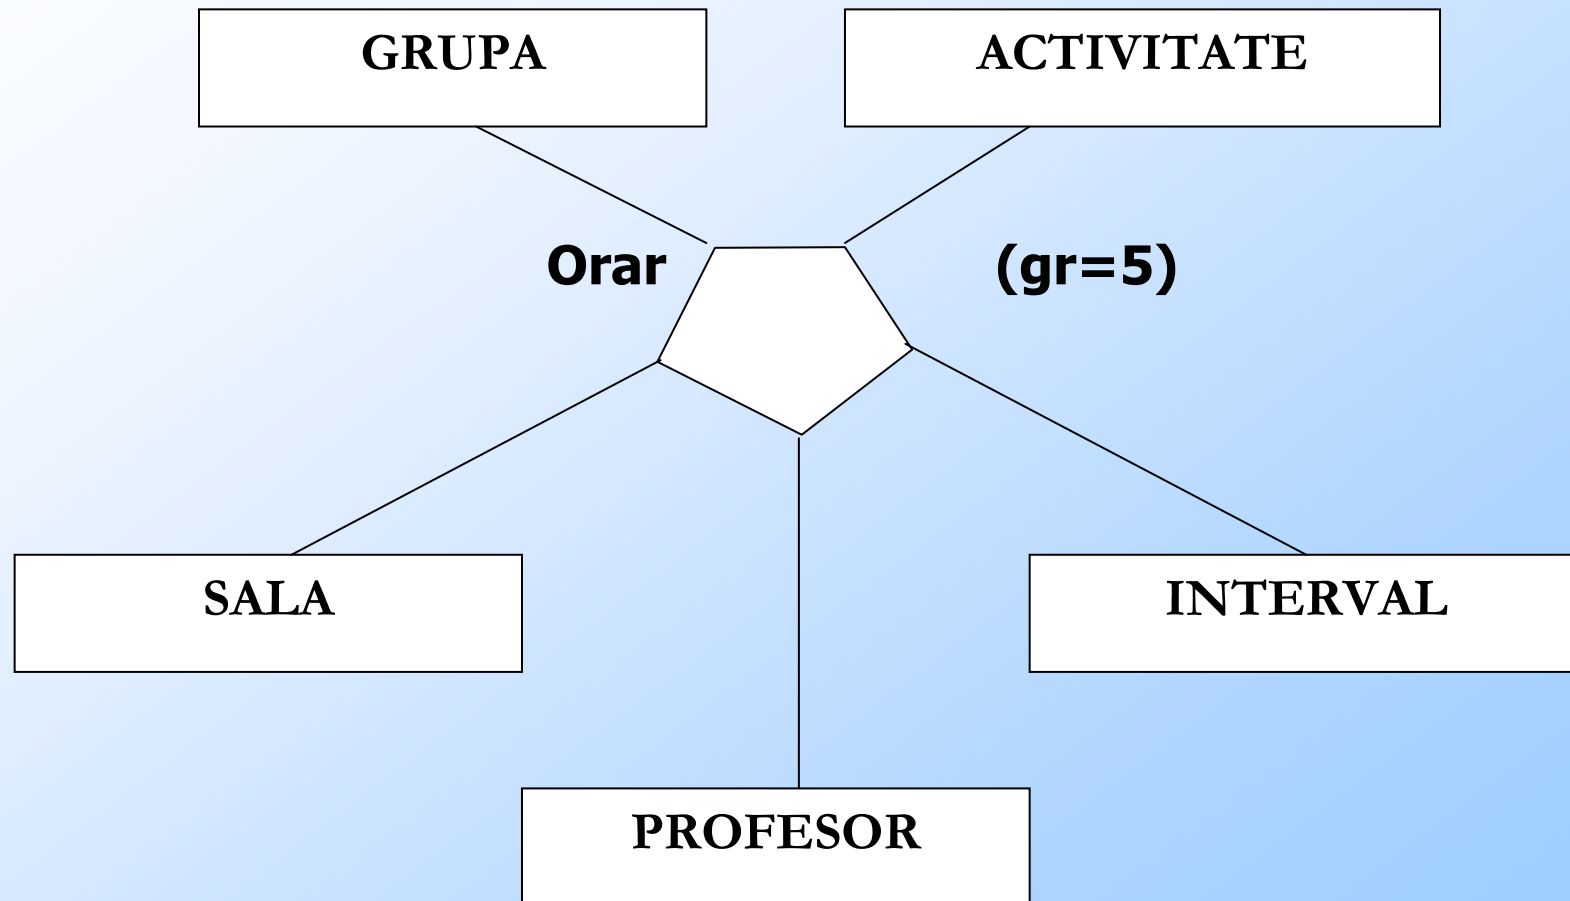 GRUPA
ACTIVITATE
Orar
(gr=5)
SALA
INTERVAL
PROFESOR